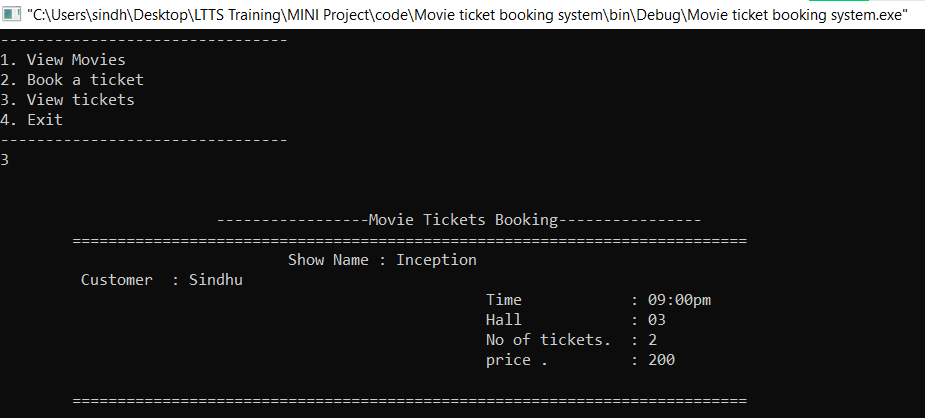 "C:\Users\sindh\Desktop\LTTS Training\MINI Project\code\Movie ticket booking system\bin\Debug\Movie ticket booking system.exe"
--------------------------------
1. View Movies
2. Book a ticket
3. View tickets
4. Exit
--------------------------------
3
-----------------Movie Tickets Booking----------------
===========================================================================
Show Name : Inception
Customer  : Sindhu
Time            : 09:00pm
Hall            : 03
No of tickets.  : 2
price .         : 200
===========================================================================